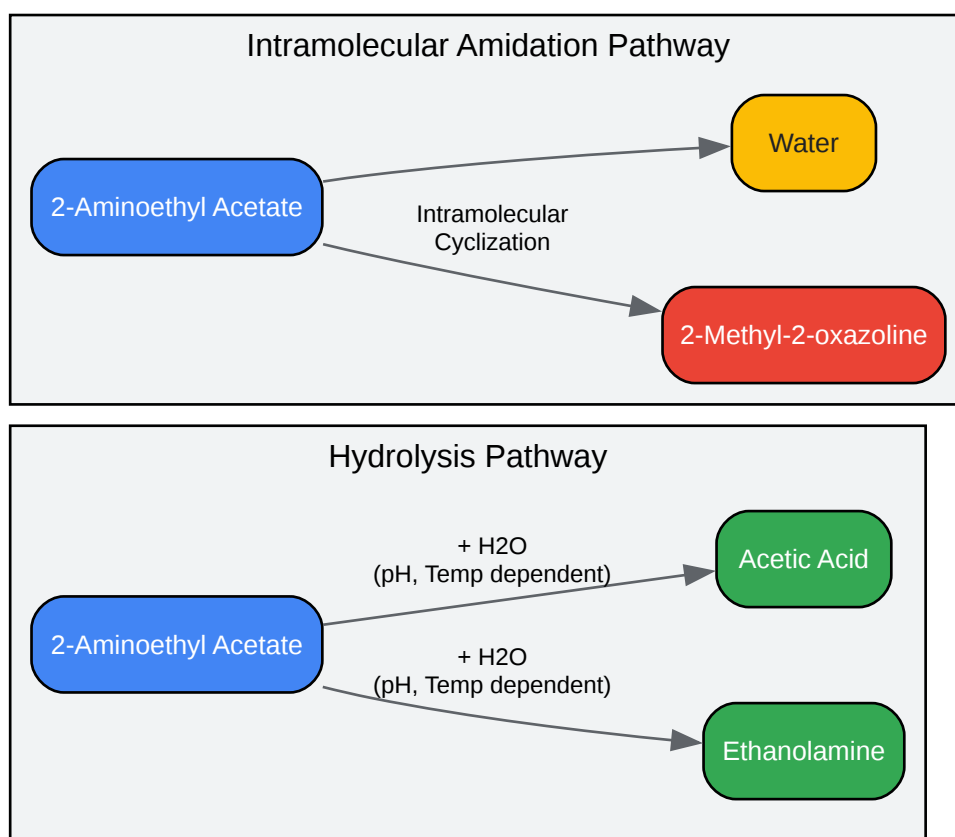 Intramolecular Amidation Pathway
Water
2-Aminoethyl Acetate
Intramolecular
Cyclization
2-Methyl-2-oxazoline
Hydrolysis Pathway
+ H2O
(pH, Temp dependent)
Acetic Acid
2-Aminoethyl Acetate
+ H2O
(pH, Temp dependent)
Ethanolamine